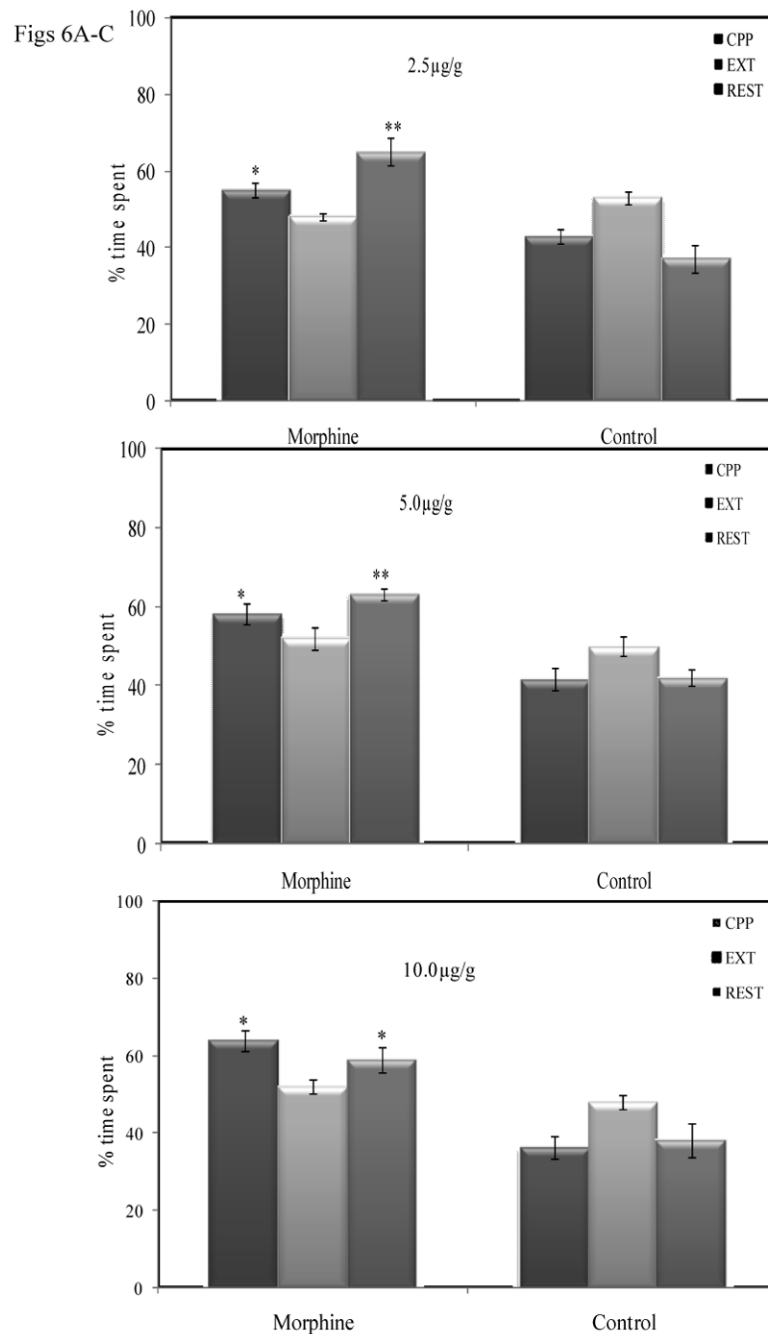 Figs 6A-C
100
80
60
40
20
0
% time spent
2.5µg/g
CPP
EXT
REST
*
**
Morphine
Control
100
80
60
40
20
0
% time spent
5.0µg/g
CPP
EXT
REST
*
**
Morphine
Control
100
80
60
40
20
0
% time spent
10.0µg/g
CPP
EXT
REST
*
*
Morphine
Control